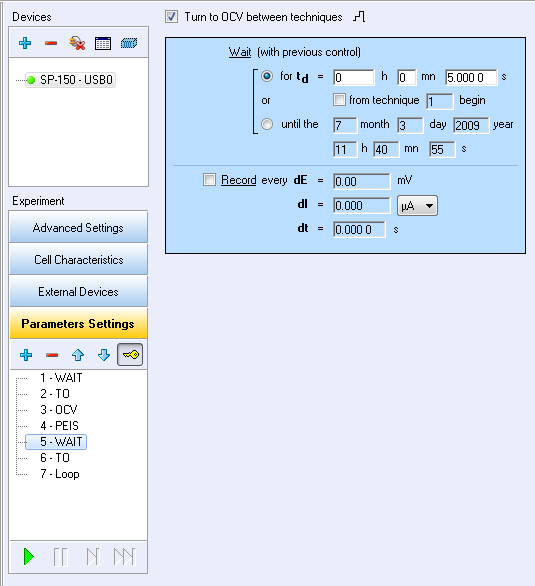 Devices
SP-150 - USB0
Experiment
Advanced Settings
Cell Characteristics
External Devices
Parameters Settings
1 - WAIT
2 - TO
3 - OCV
4 - PEIS
5 - WAIT
6 - TO
7 - Loop
Turn to OCV between techniques
Wait (with previous control)
for td = 0 h 0 mn 5.000 0 s
or from technique 1 begin
until the 7 month 3 day 2009 year
11 h 40 mn 55 s
Record every dE = 0.00 mV
dI = 0.000 µA
dt = 0.000 0 s